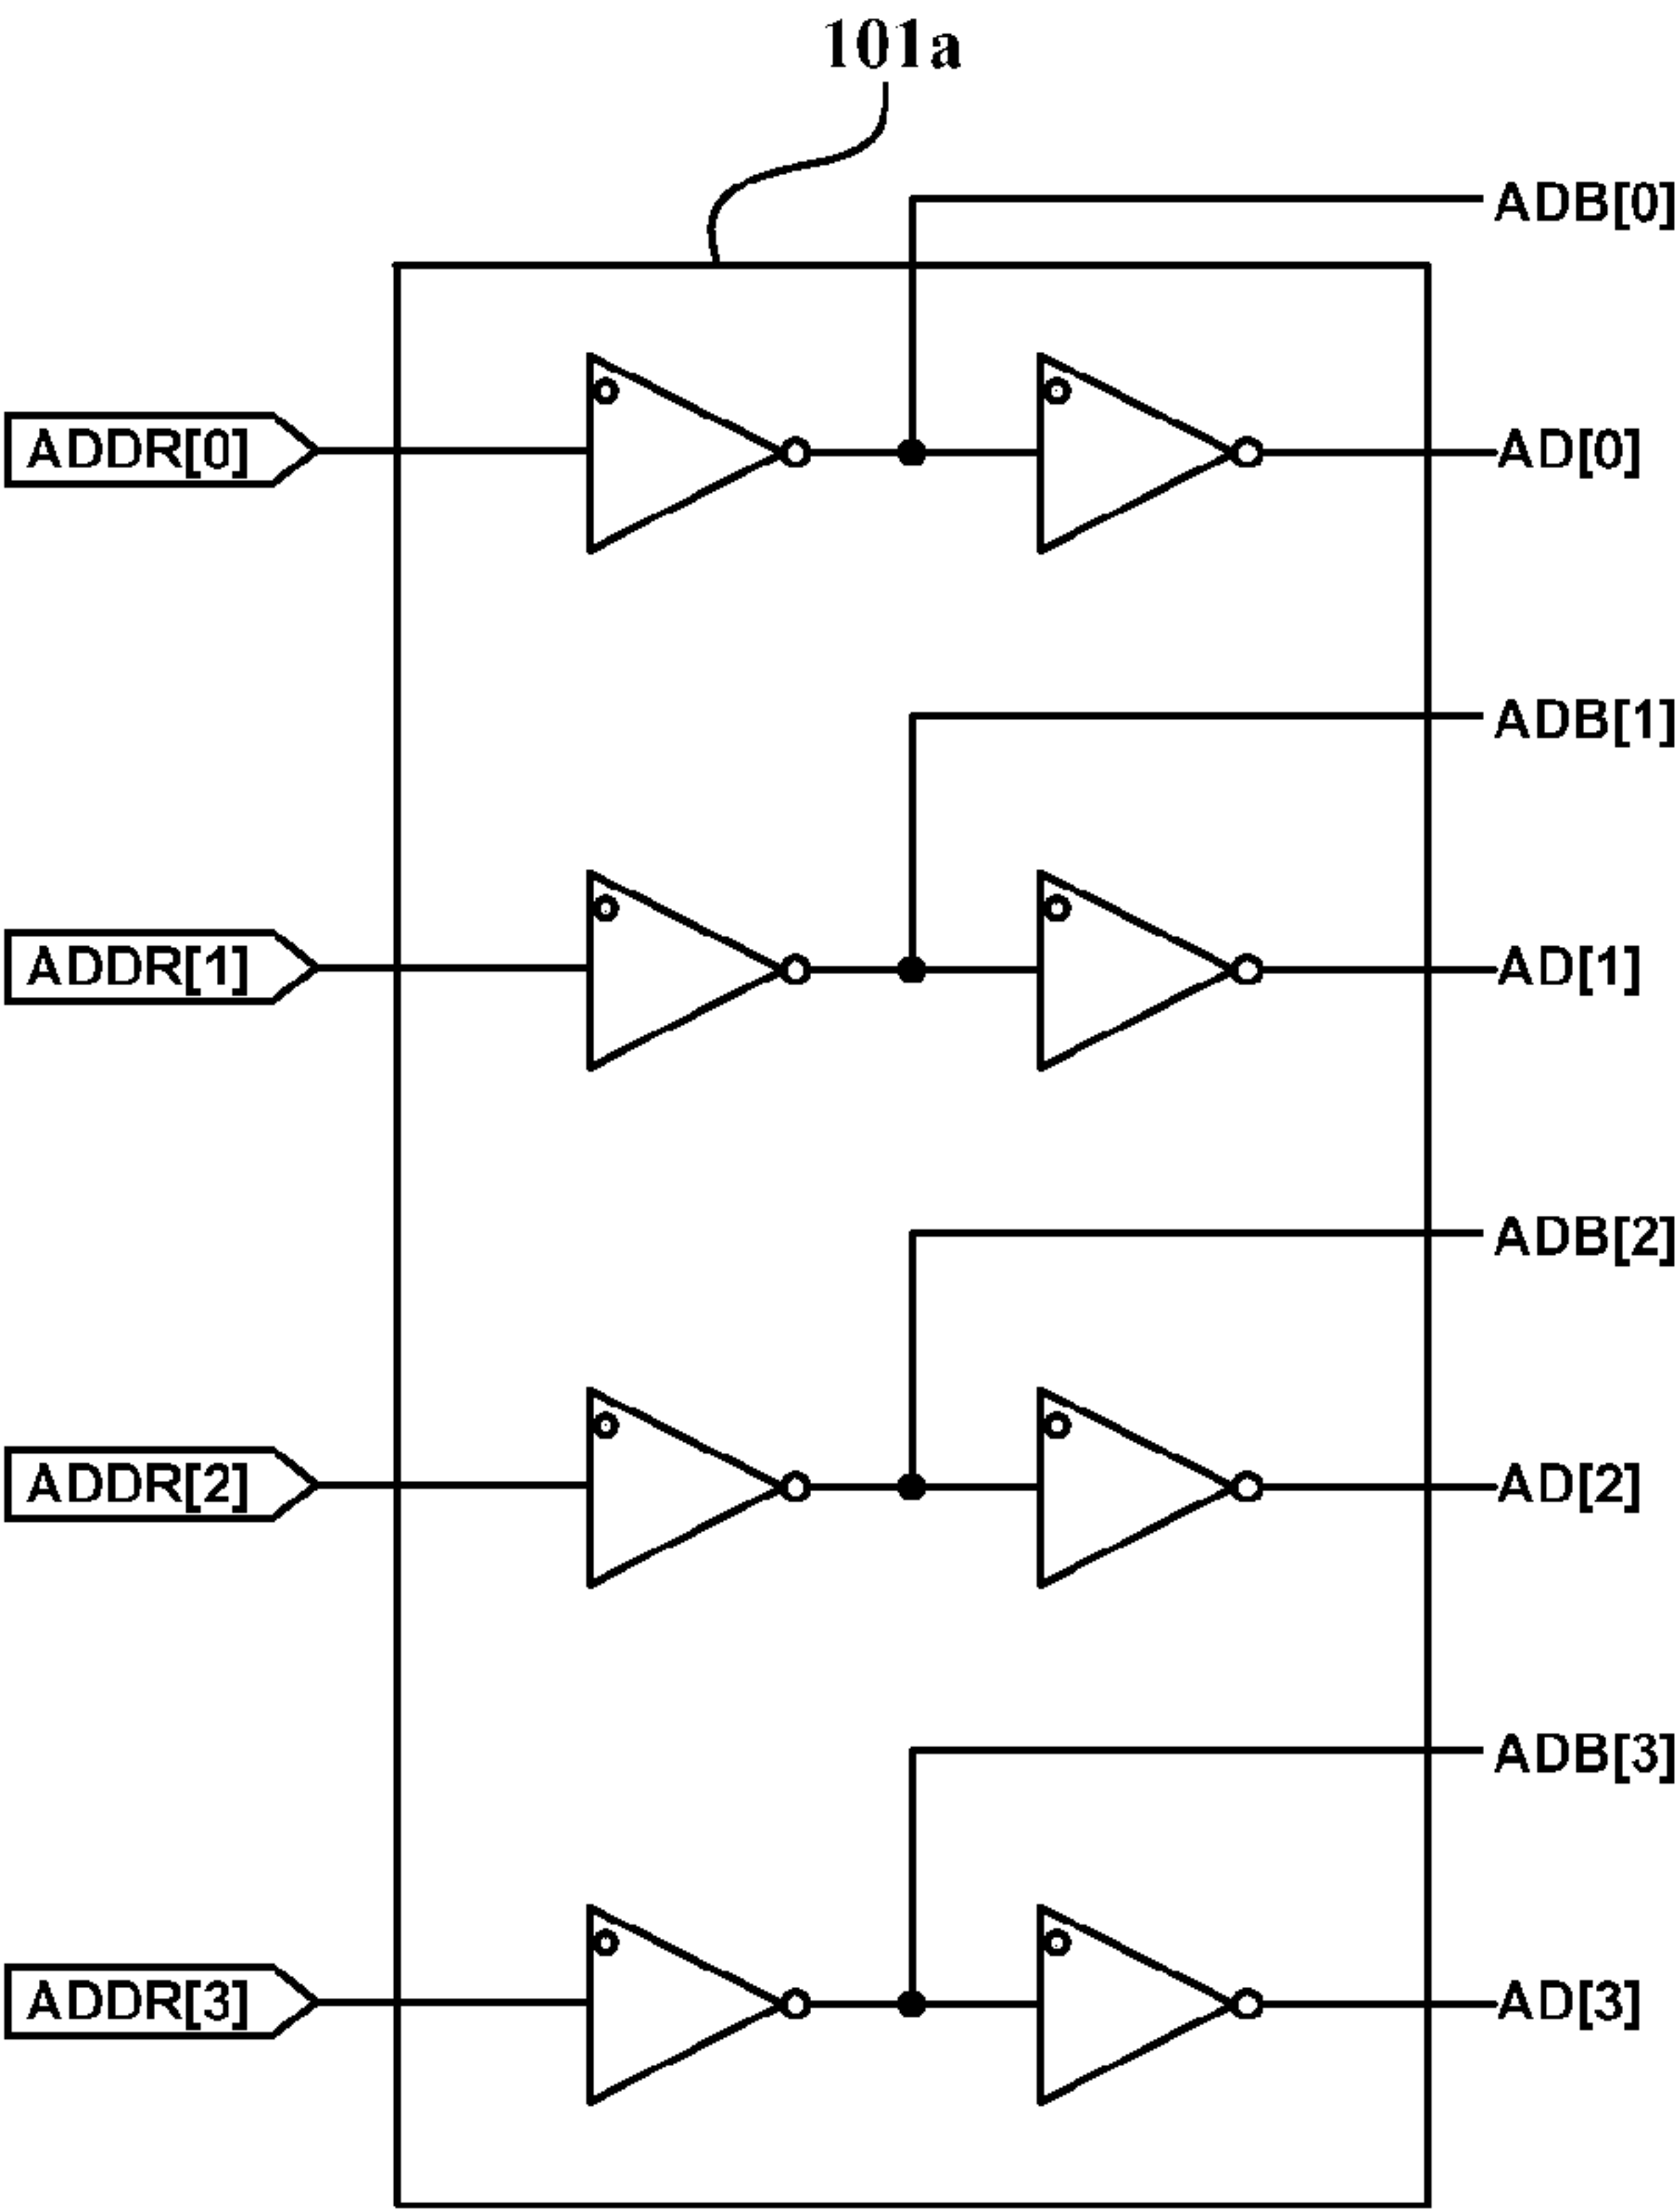 101a
ADB[0]
ADDR[0]
AD[0]
ADB[1]
ADDR[1]
AD[1]
ADB[2]
ADDR[2]
AD[2]
ADB[3]
ADDR[3]
AD[3]